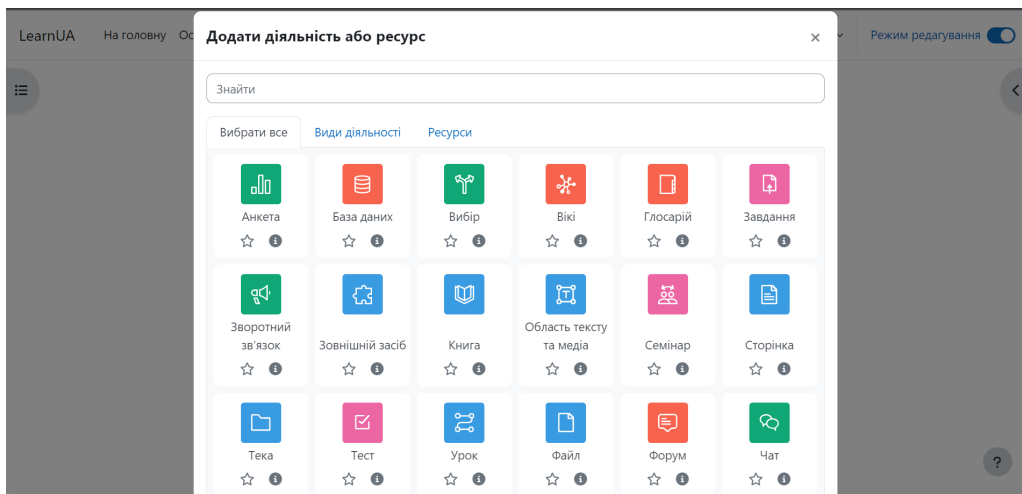 LearnUA На головну Ос Додати діяльність або ресурс × Режим редагування
Знайти
Вибрати все Види діяльності Ресурси
Анкета База даних Вибір Вікі Глосарій Завдання
Зворотний зв'язок Зовнішній засіб Книга Область тексту та медіа Семінар Сторінка
Тека Тест Урок Файл Форум Чат
?